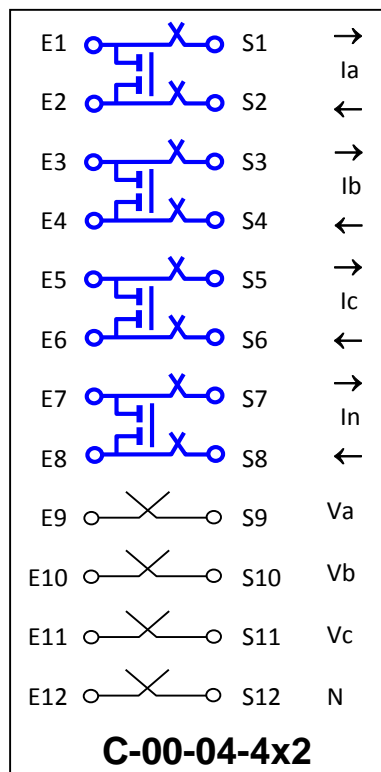 E1 S1 →
Ia
E2 S2 ←
E3 S3 →
Ib
E4 S4 ←
E5 S5 →
Ic
E6 S6 ←
E7 S7 →
In
E8 S8 ←
E9 S9 Va
E10 S10 Vb
E11 S11 Vc
E12 S12 N
C-00-04-4x2